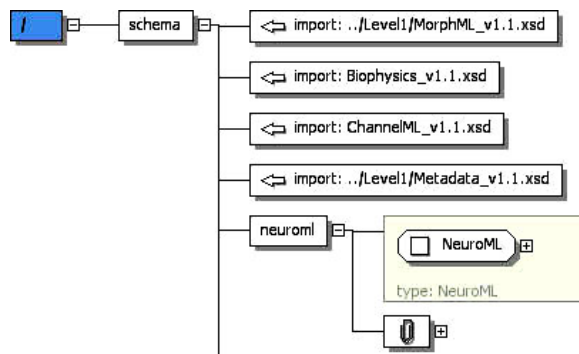 /
schema
import: ../Level1/MorphML_v1.1.xsd
import: Biophysics_v1.1.xsd
import: ChannelML_v1.1.xsd
import: ../Level1/Metadata_v1.1.xsd
neuroml
NeuroML
type: NeuroML